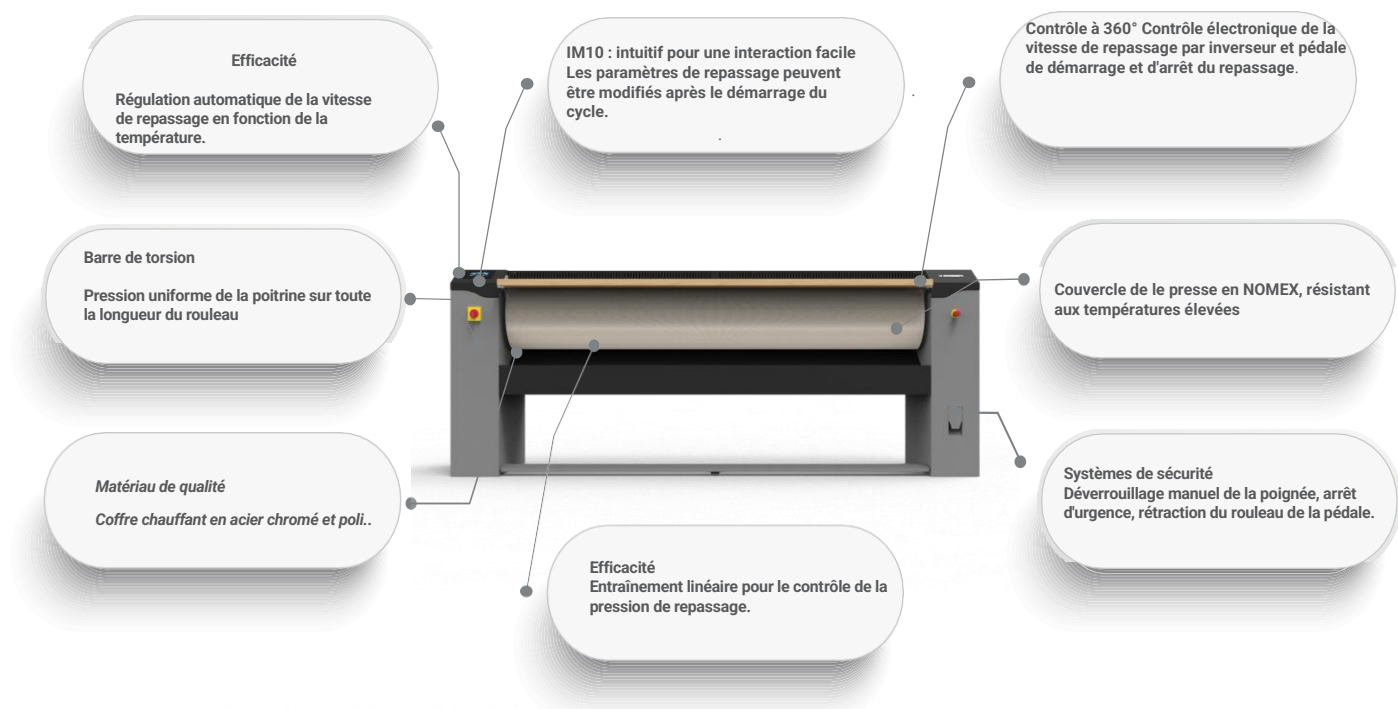 Efficacité
Régulation automatique de la vitesse
de repassage en fonction de la
température.
IM10 : intuitif pour une interaction facile
Les paramètres de repassage peuvent
être modifiés après le démarrage du
cycle.
.
.
Contrôle à 360° Contrôle électronique de la
vitesse de repassage par inverseur et pédale
de démarrage et d'arrêt du repassage.
Barre de torsion
Pression uniforme de la poitrine sur toute
la longueur du rouleau
Couvercle de le presse en NOMEX, résistant
aux températures élevées
Matériau de qualité
Coffre chauffant en acier chromé et poli..
Systèmes de sécurité
Déverrouillage manuel de la poignée, arrêt
d'urgence, rétraction du rouleau de la pédale.
Efficacité
Entraînement linéaire pour le contrôle de la
pression de repassage.